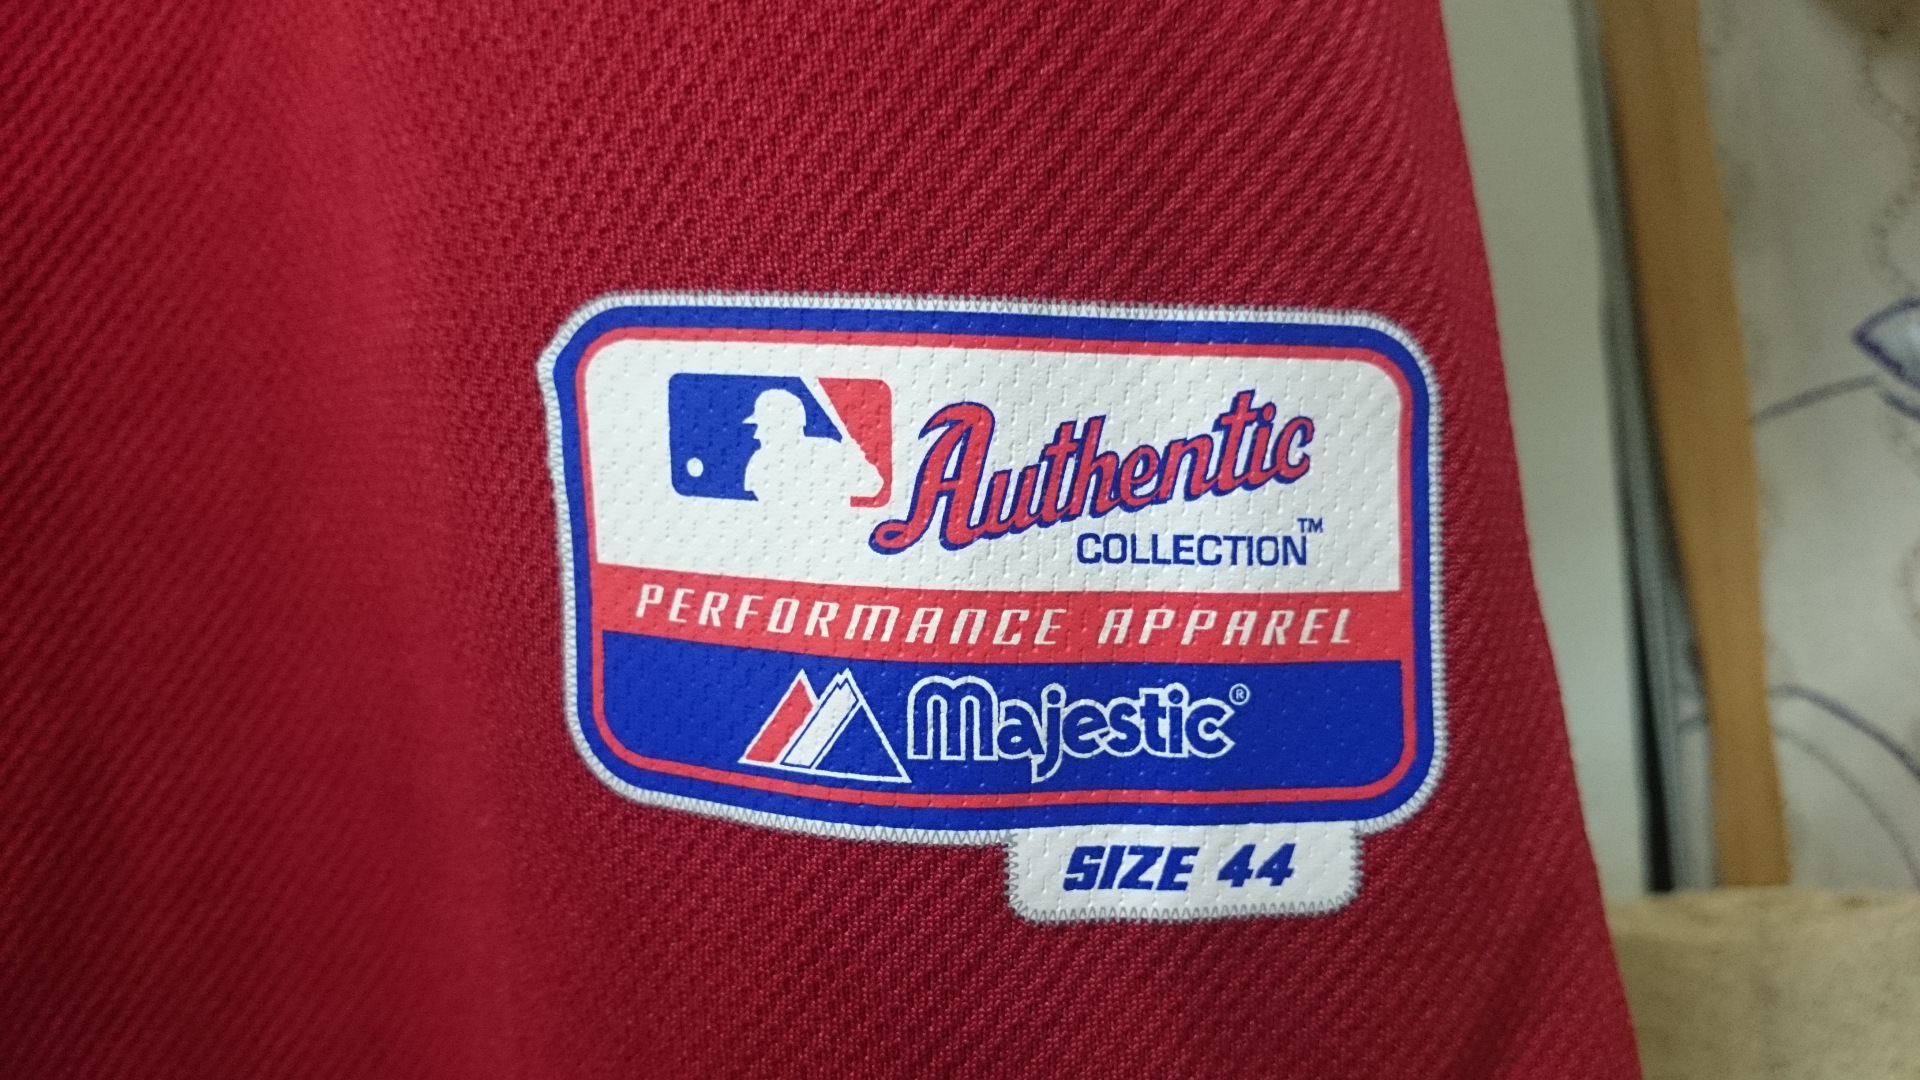 Authentic
COLLECTION™
PERFORMANCE APPAREL
Majestic®
SIZE 44